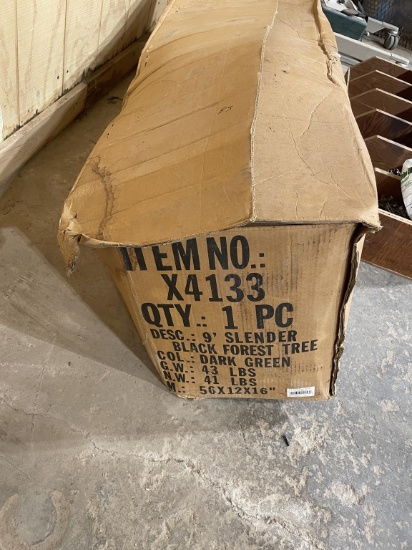 ITEM NO.:
X4133
QTY.: 1 PC
DESC.: 9' SLENDER
BLACK FOREST TREE
COL.: DARK GREEN
G.W.: 43 LBS
N.W.: 41 LBS
M.: 56X12X16"